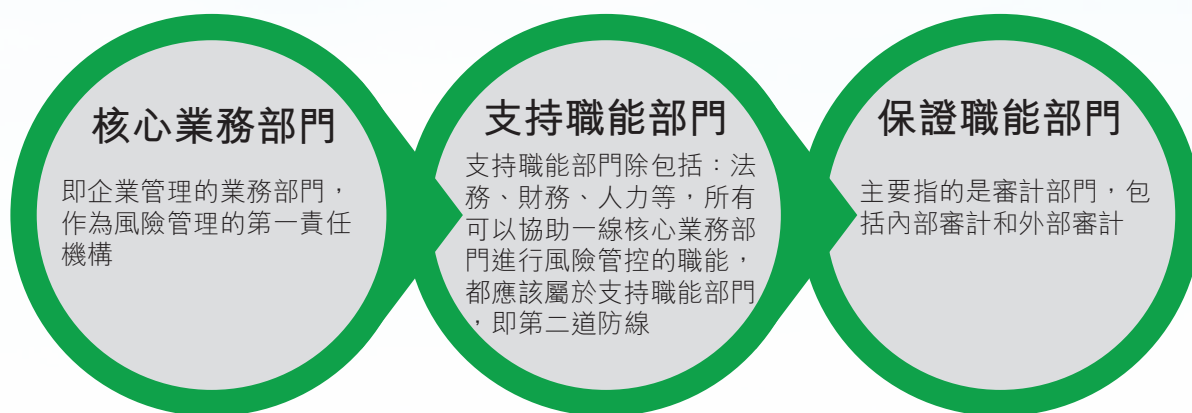 核心業務部門
即企業管理的業務部門，
作為風險管理的第一責任
機構
支持職能部門
支持職能部門除包括：法
務、財務、人力等，所有
可以協助一線核心業務部
門進行風險管控的職能，
都應該屬於支持職能部門
，即第二道防線
保證職能部門
主要指的是審計部門，包
括內部審計和外部審計